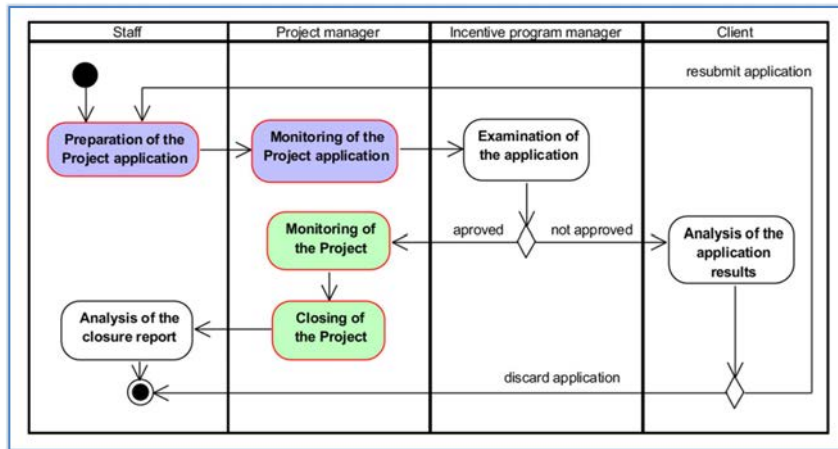 Staff
Project manager
Incentive program manager
Client
resubmit application
Preparation of the
Project application
Monitoring of the
Project application
Examination of
the application
Monitoring of
the Project
aproved
not approved
Analysis of the
application
results
Analysis of the
closure report
Closing of
the Project
discard application